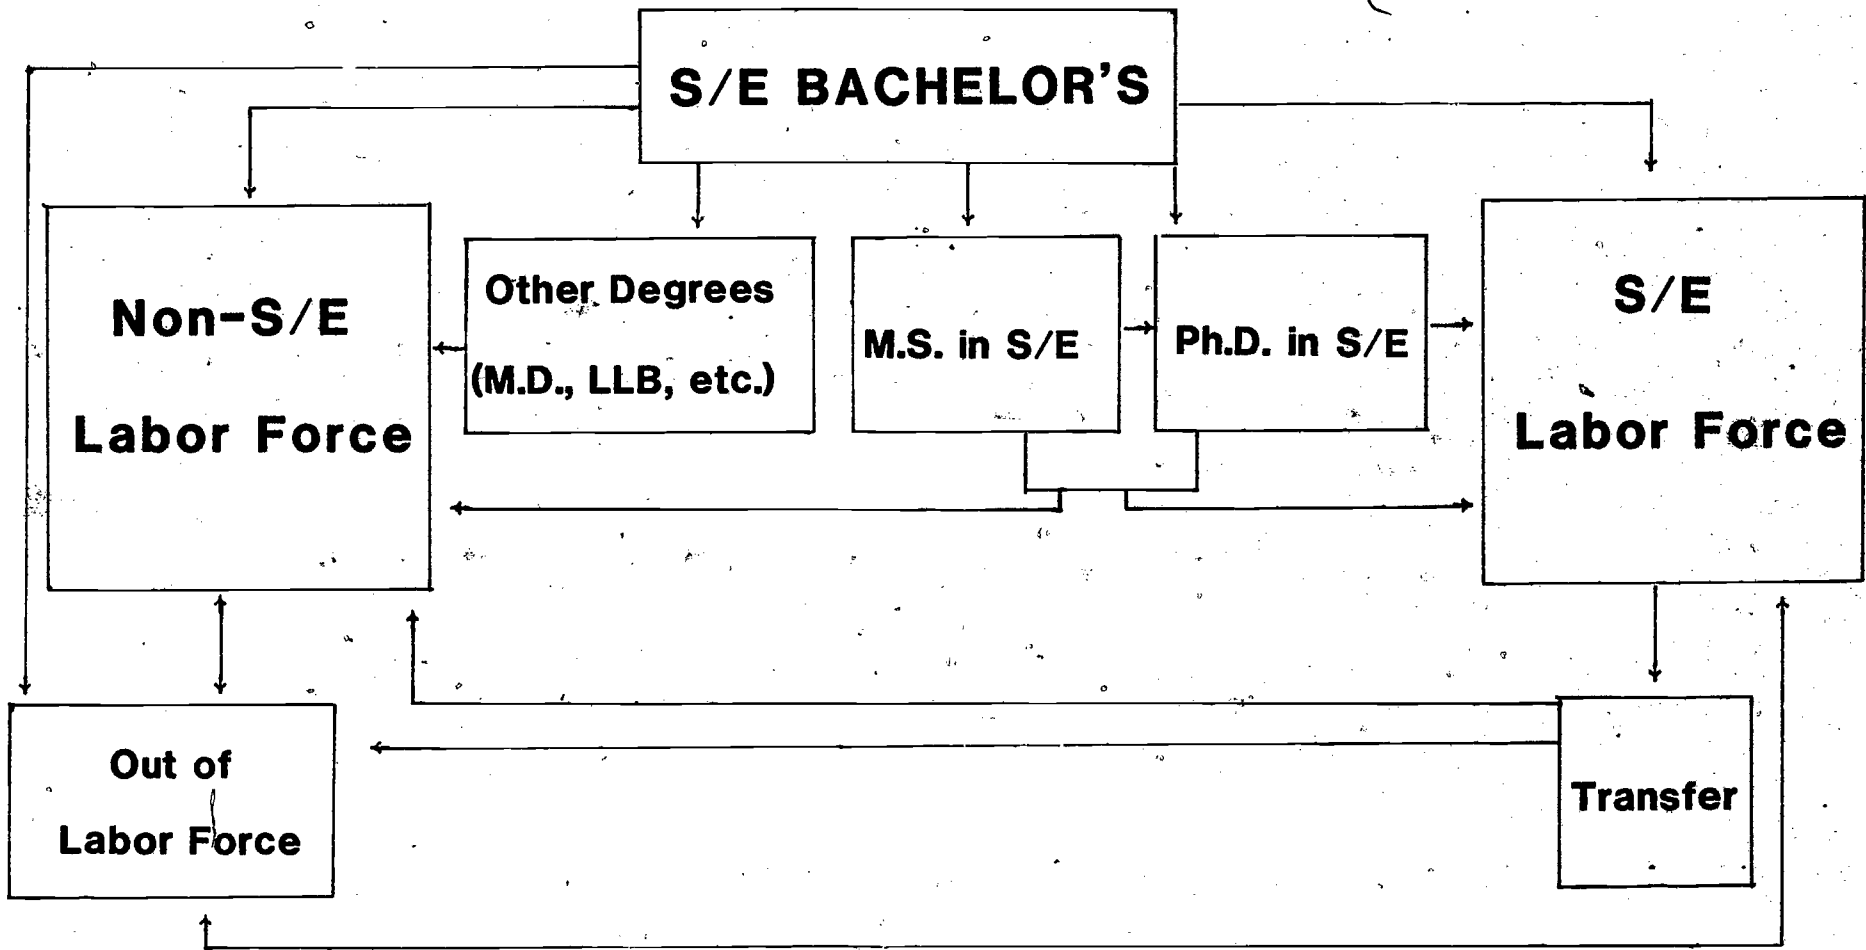 S/E BACHELOR'S
Non-S/E
Labor Force
Other Degrees
(M.D., LLB, etc.)
M.S. in S/E
Ph.D. in S/E
S/E
Labor Force
Out of
Labor Force
Transfer